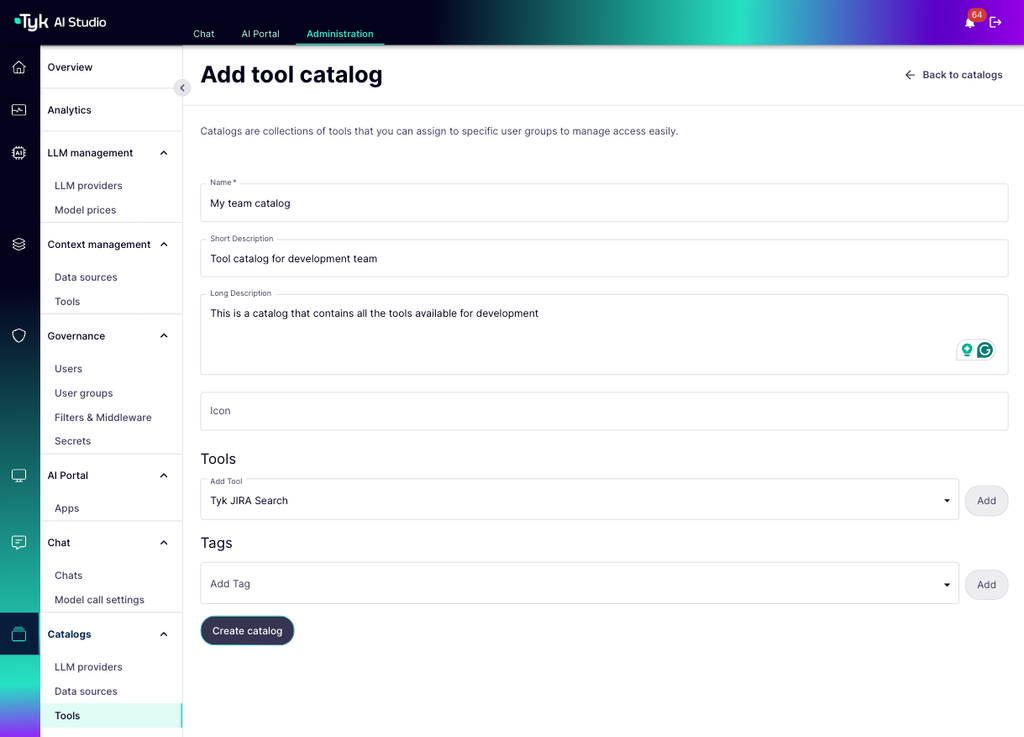 Tyk AI Studio
Chat
AI Portal
Administration
64
Overview
Analytics
LLM management
LLM providers
Model prices
Context management
Data sources
Tools
Governance
Users
User groups
Filters & Middleware
Secrets
AI Portal
Apps
Chat
Chats
Model call settings
Catalogs
LLM providers
Data sources
Tools
Add tool catalog
Back to catalogs
Catalogs are collections of tools that you can assign to specific user groups to manage access easily.
Name *
My team catalog
Short Description
Tool catalog for development team
Long Description
This is a catalog that contains all the tools available for development
Icon
Tools
Add Tool
Tyk JIRA Search
Add
Tags
Add Tag
Add
Create catalog